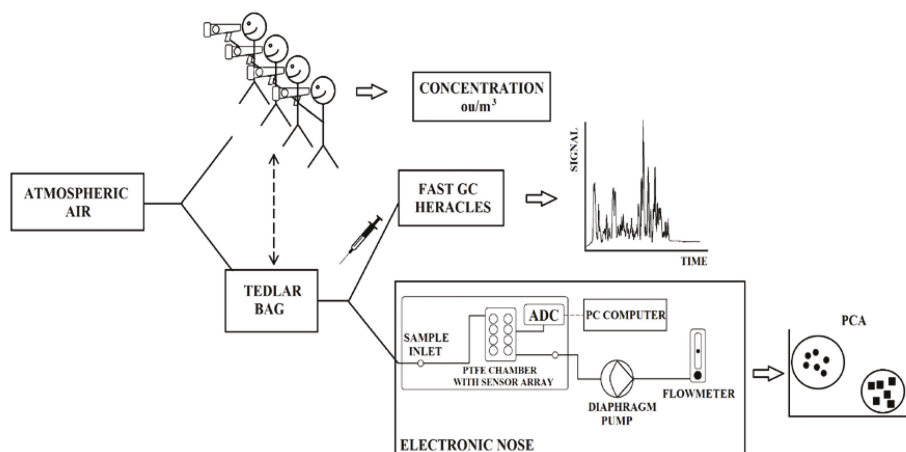 CONCENTRATION
ou/m³
ATMOSPHERIC
AIR
FAST GC
HERACLES
SIGNAL
TIME
TEDLAR
BAG
SAMPLE
INLET
ADC
PC COMPUTER
PTFE CHAMBER
WITH SENSOR ARRAY
DIAPHRAGM
PUMP
FLOWMETER
ELECTRONIC NOSE
PCA